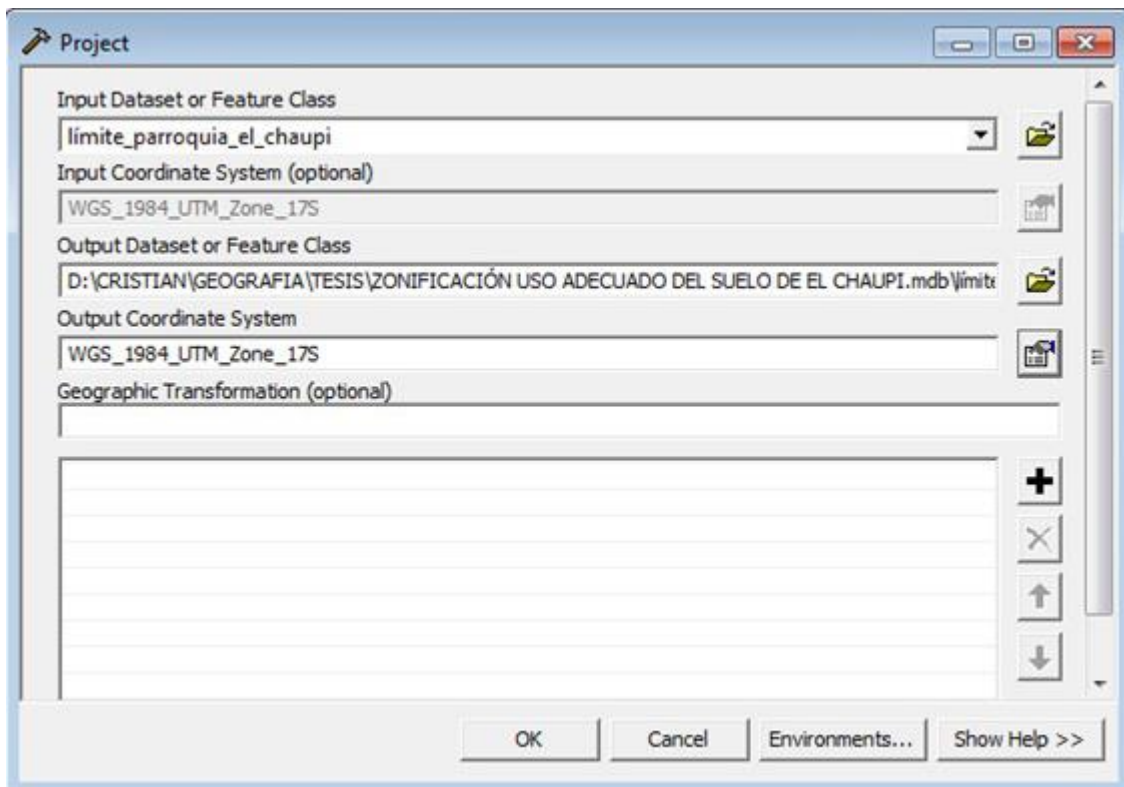 Project
Input Dataset or Feature Class
límite_parroquia_el_chaupi
Input Coordinate System (optional)
WGS_1984_UTM_Zone_17S
Output Dataset or Feature Class
D:\CRISTIAN\GEOGRAFIA\TESIS\ZONIFICACIÓN USO ADECUADO DEL SUELO DE EL CHAUPI.mdb\límite
Output Coordinate System
WGS_1984_UTM_Zone_17S
Geographic Transformation (optional)
OK Cancel Environments... Show Help >>